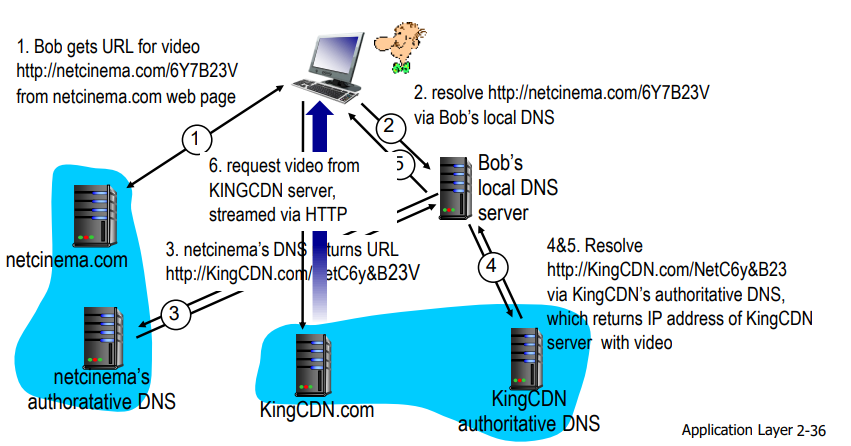 1. Bob gets URL for video
http://netcinema.com/6Y7B23V
from netcinema.com web page
2. resolve http://netcinema.com/6Y7B23V
via Bob's local DNS
1
2
5
6. request video from
KINGCDN server,
streamed via HTTP
Bob's
local DNS
server
netcinema.com
3. netcinema's DNS returns URL
http://KingCDN.com/NetC6y&B23V
4&5. Resolve
http://KingCDN.com/NetC6y&B23
via KingCDN's authoritative DNS,
which returns IP address of KingCDN
server with video
4
3
netcinema's
authoratative DNS
KingCDN.com
KingCDN
authoritative DNS
Application Layer 2-36